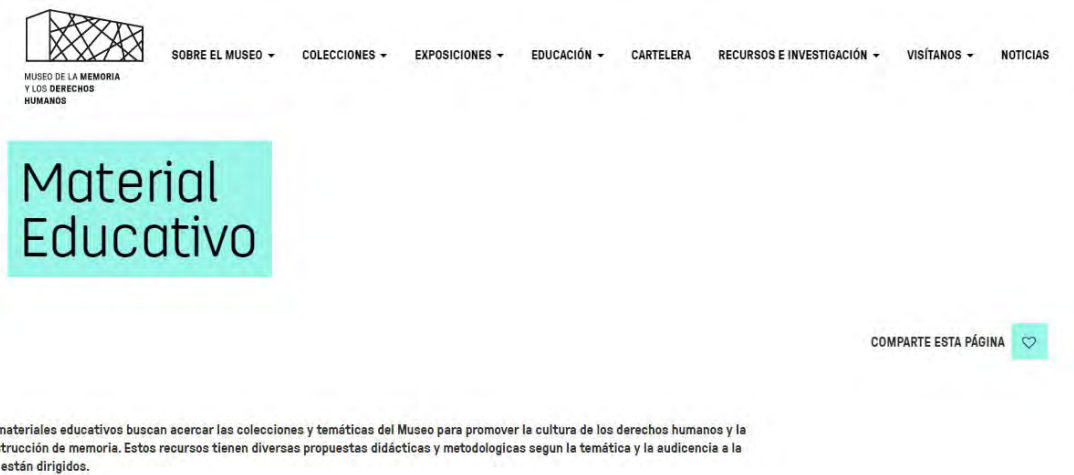 MUSEO DE LA MEMORIA
Y LOS DERECHOS
HUMANOS
SOBRE EL MUSEO COLECCIONES EXPOSICIONES EDUCACIÓN CARTELERA RECURSOS E INVESTIGACIÓN VISÍTANOS NOTICIAS
Material
Educativo
COMPARTE ESTA PÁGINA
materiales educativos buscan acercar las colecciones y temáticas del Museo para promover la cultura de los derechos humanos y la
trucción de memoria. Estos recursos tienen diversas propuestas didácticas y metodologicas segun la temática y la audicencia a la
están dirigidos.